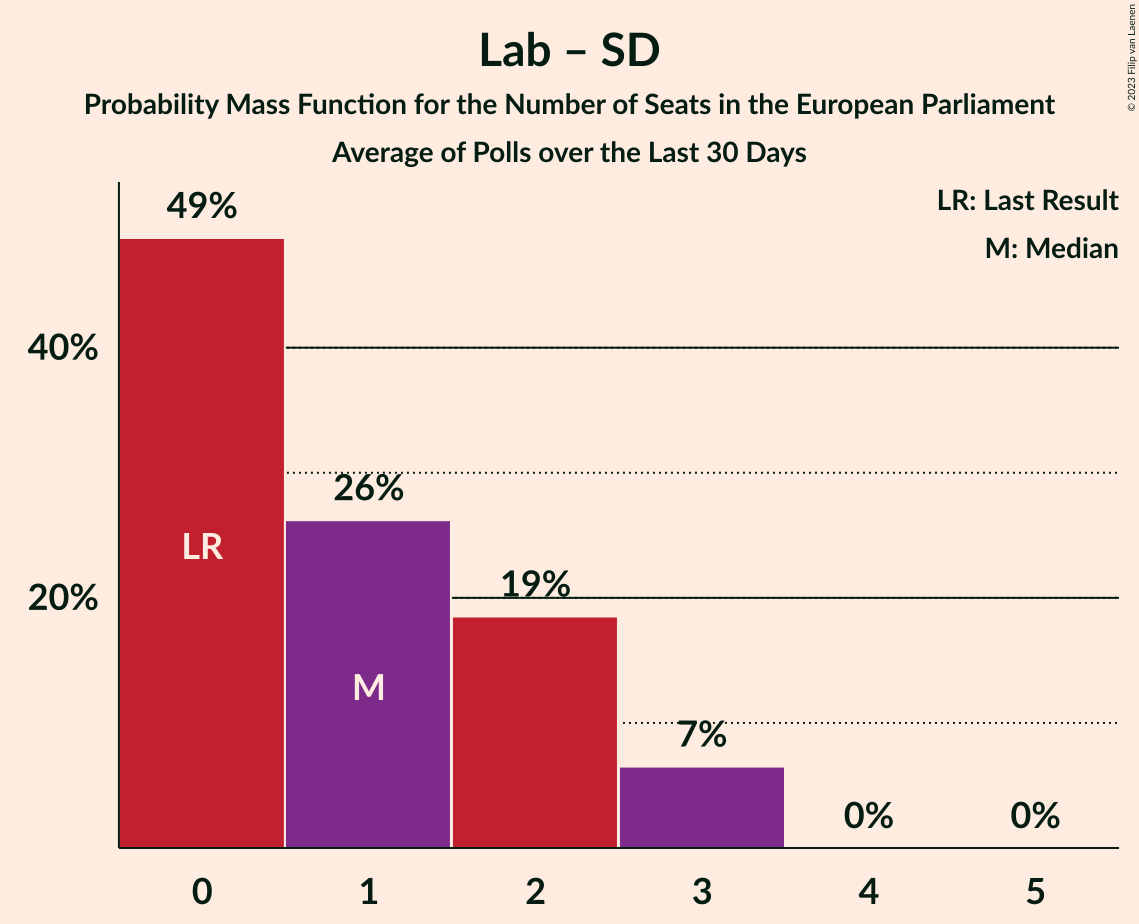 © 2023 Filip van Laenen
Lab – SD
Probability Mass Function for the Number of Seats in the European Parliament
Average of Polls over the Last 30 Days
LR: Last Result
M: Median
49%
40%
26%
LR
20%
19%
M
7%
0%
0%
0 1 2 3 4 5